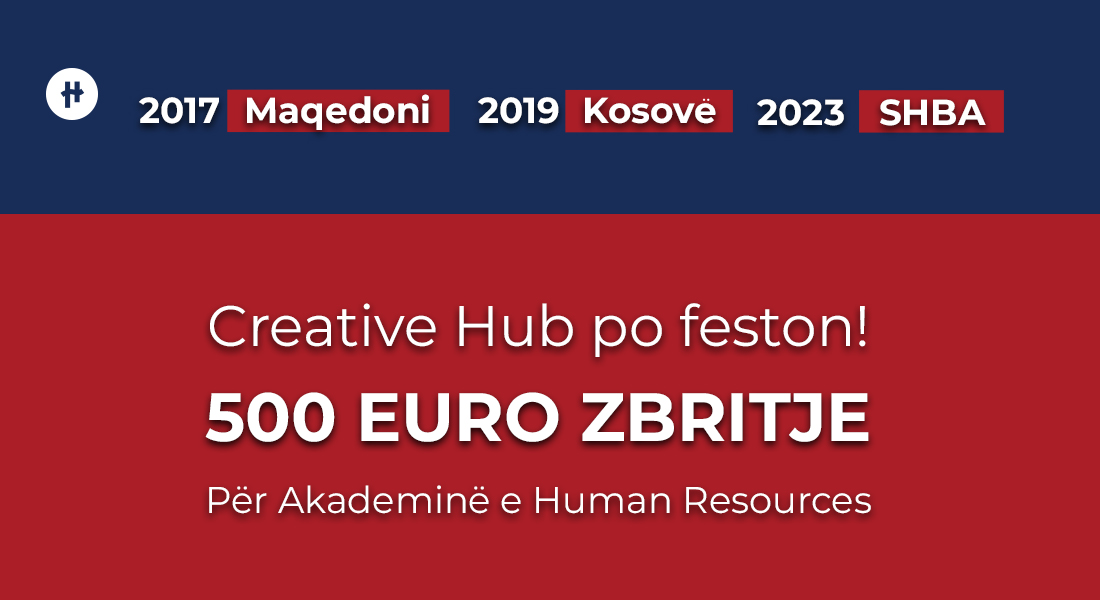 2017 Maqedoni 2019 Kosovë 2023 SHBA
Creative Hub po feston!
500 EURO ZBRITJE
Për Akademinë e Human Resources